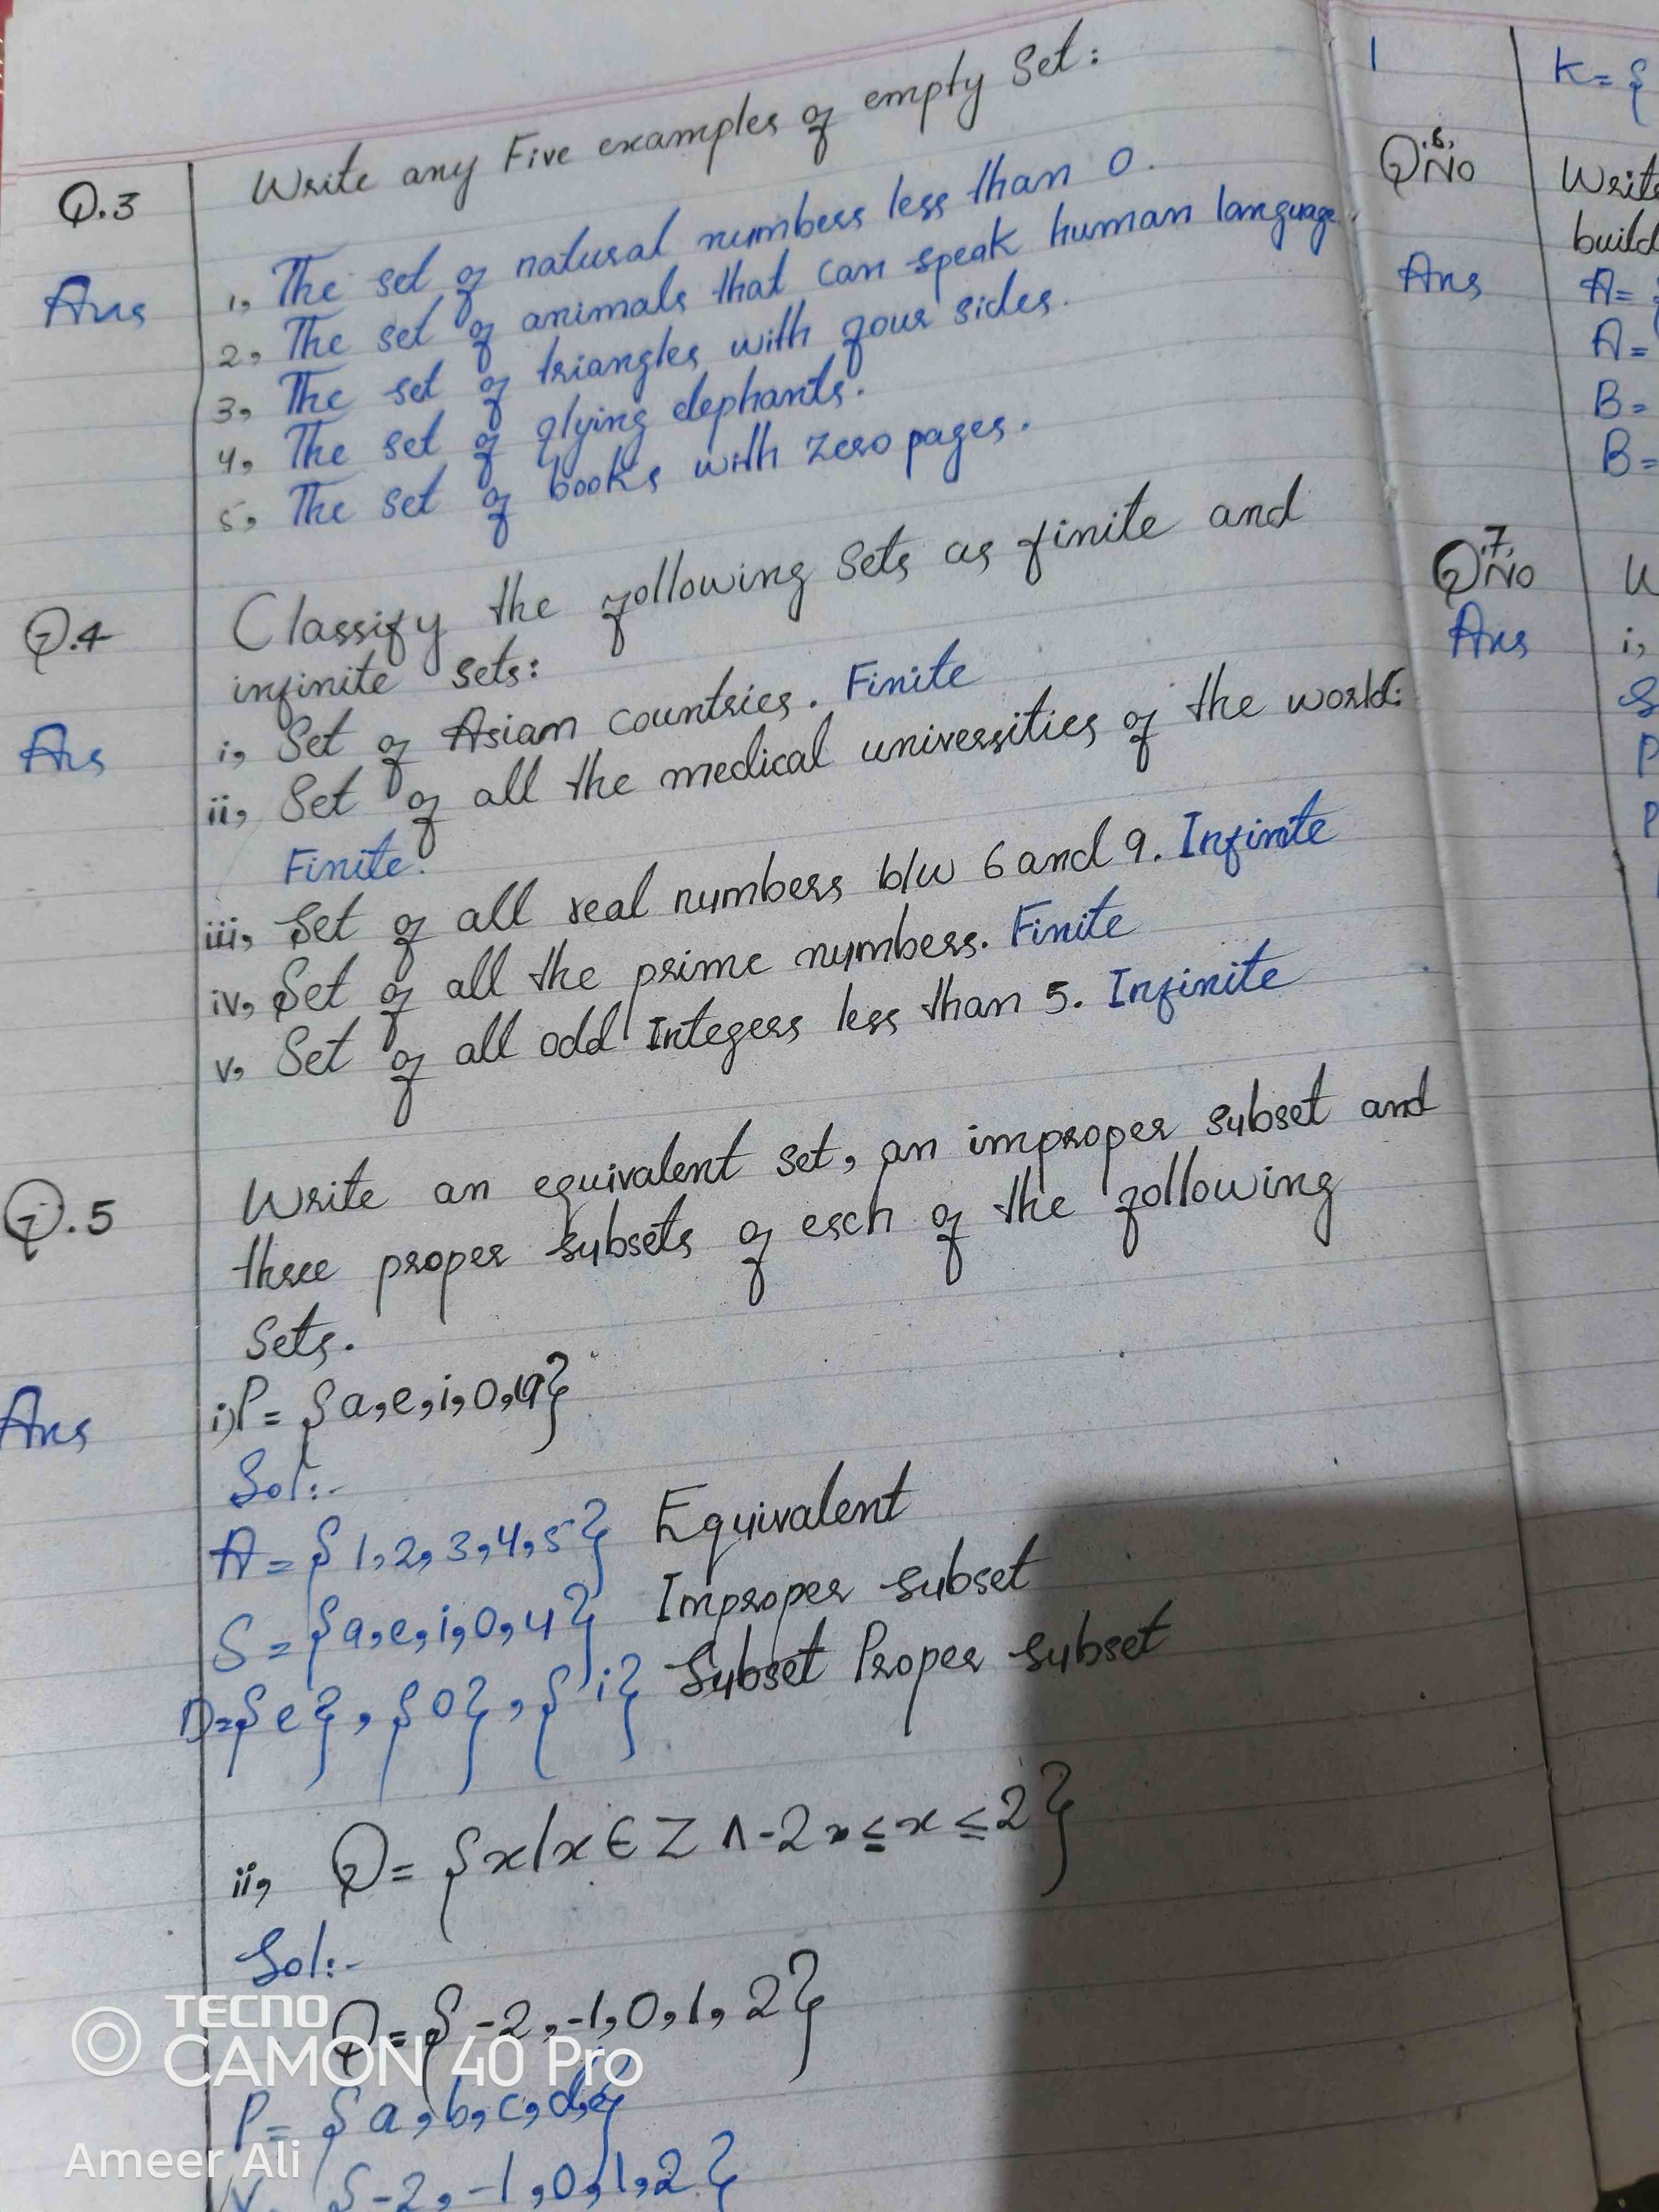 Q.3 Write any Five examples of empty Set:
Ans 1, The set of natural numbers less than 0.
2, The set of animals that can speak human language.
3, The set of triangles with four sides.
4, The set of flying elephants.
5, The set of books with zero pages.
Q.4 Classify the following Sets as finite and
infinite sets:
Ans i, Set of Asian countries. Finite
ii, Set of all the medical universities of the world:
Finite.
iii, Set of all real numbers b/w 6 and 9. Infinite
iv, Set of all the prime numbers. Finite
v, Set of all odd Integers less than 5. Infinite
Q.5 Write an equivalent set, an improper subset and
three proper subsets of esch of the following
Sets.
Ans i) P= {a,e,i,0,u}
Sol:-
A = {1,2,3,4,5} Equivalent
S = {a,e,i,0,u} Improper subset
D={e}, {0}, {i} Subset Proper subset
ii, Q= {x/x ∈ Z ∧ -2 ≤ x ≤ 2}
Sol:-
Q= {-2,-1,0,1,2}
P= {a,b,c,d,e}
{-2,-1,0,1,2}
1 K= {
QNo .6, Write
build
Ans A=
A=
B=
B=
QNo .7,
Ans i,
TECNO
CAMON 40 Pro
Ameer Ali